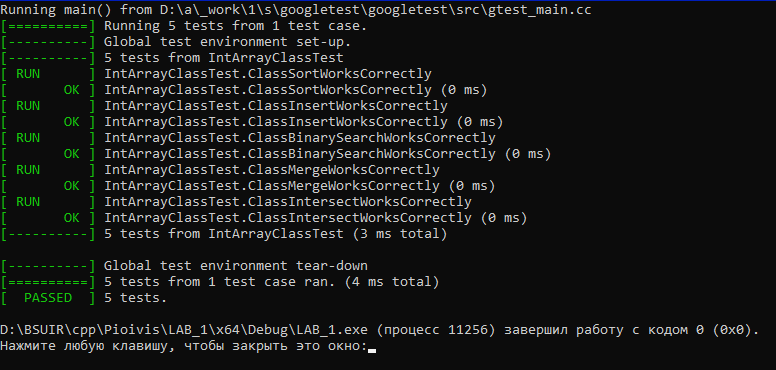 Running main() from D:\a\_work\1\s\googletest\googletest\src\gtest_main.cc
[==========] Running 5 tests from 1 test case.
[----------] Global test environment set-up.
[----------] 5 tests from IntArrayClassTest
[ RUN      ] IntArrayClassTest.ClassSortWorksCorrectly
[       OK ] IntArrayClassTest.ClassSortWorksCorrectly (0 ms)
[ RUN      ] IntArrayClassTest.ClassInsertWorksCorrectly
[       OK ] IntArrayClassTest.ClassInsertWorksCorrectly (0 ms)
[ RUN      ] IntArrayClassTest.ClassBinarySearchWorksCorrectly
[       OK ] IntArrayClassTest.ClassBinarySearchWorksCorrectly (0 ms)
[ RUN      ] IntArrayClassTest.ClassMergeWorksCorrectly
[       OK ] IntArrayClassTest.ClassMergeWorksCorrectly (0 ms)
[ RUN      ] IntArrayClassTest.ClassIntersectWorksCorrectly
[       OK ] IntArrayClassTest.ClassIntersectWorksCorrectly (0 ms)
[----------] 5 tests from IntArrayClassTest (3 ms total)
[----------] Global test environment tear-down
[==========] 5 tests from 1 test case ran. (4 ms total)
[  PASSED  ] 5 tests.
D:\BSUIR\cpp\Pioivis\LAB_1\x64\Debug\LAB_1.exe (процесс 11256) завершил работу с кодом 0 (0x0).
Нажмите любую клавишу, чтобы закрыть это окно: